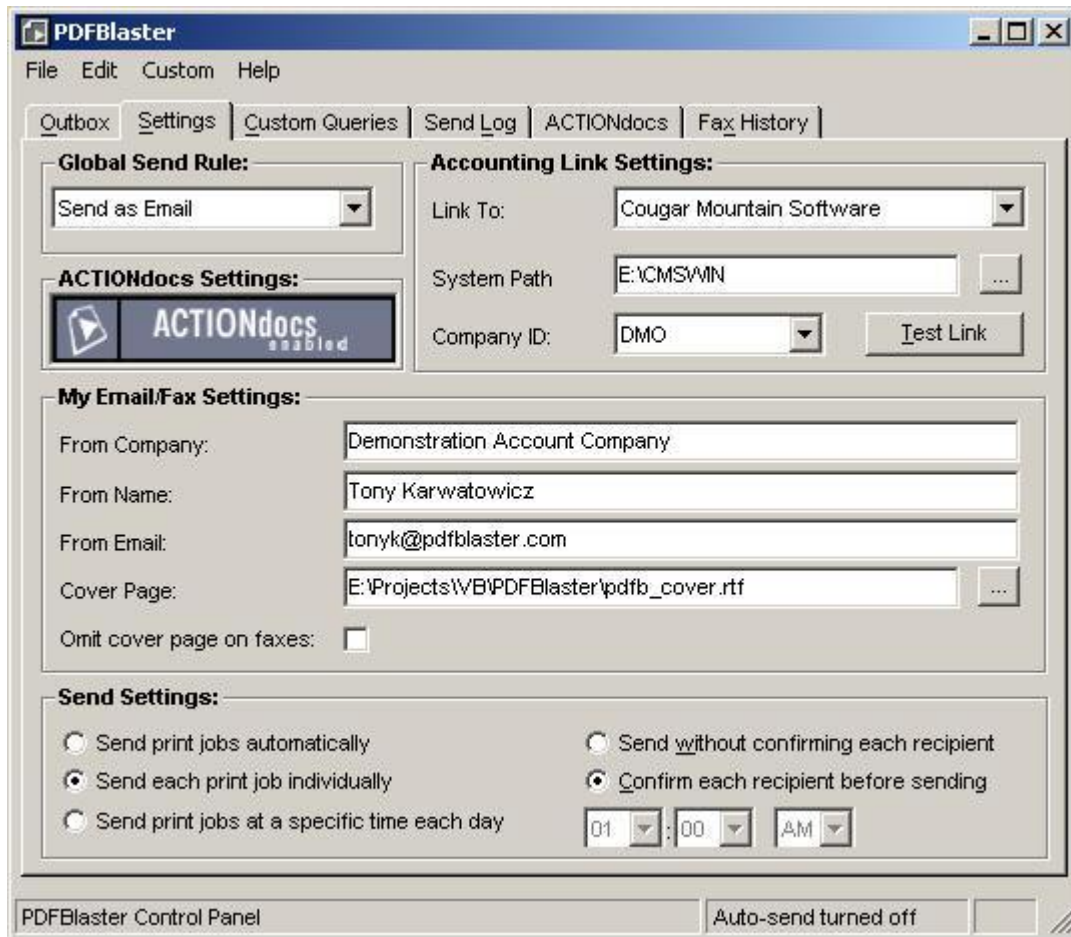 PDFBlaster
File Edit Custom Help
Outbox Settings Custom Queries Send Log ACTIONdocs Fax History
Global Send Rule:
Send as Email
Accounting Link Settings:
Link To: Cougar Mountain Software
System Path E:\CMSWIN ...
Company ID: DMO Test Link
ACTIONdocs Settings:
ACTIONdocs
enabled
My Email/Fax Settings:
From Company: Demonstration Account Company
From Name: Tony Karwatowicz
From Email: tonyk@pdfblaster.com
Cover Page: E:\Projects\VB\PDFBlaster\pdfb_cover.rtf ...
Omit cover page on faxes:
Send Settings:
Send print jobs automatically
Send each print job individually
Send print jobs at a specific time each day
Send without confirming each recipient
Confirm each recipient before sending
01 : 00 AM
PDFBlaster Control Panel Auto-send turned off